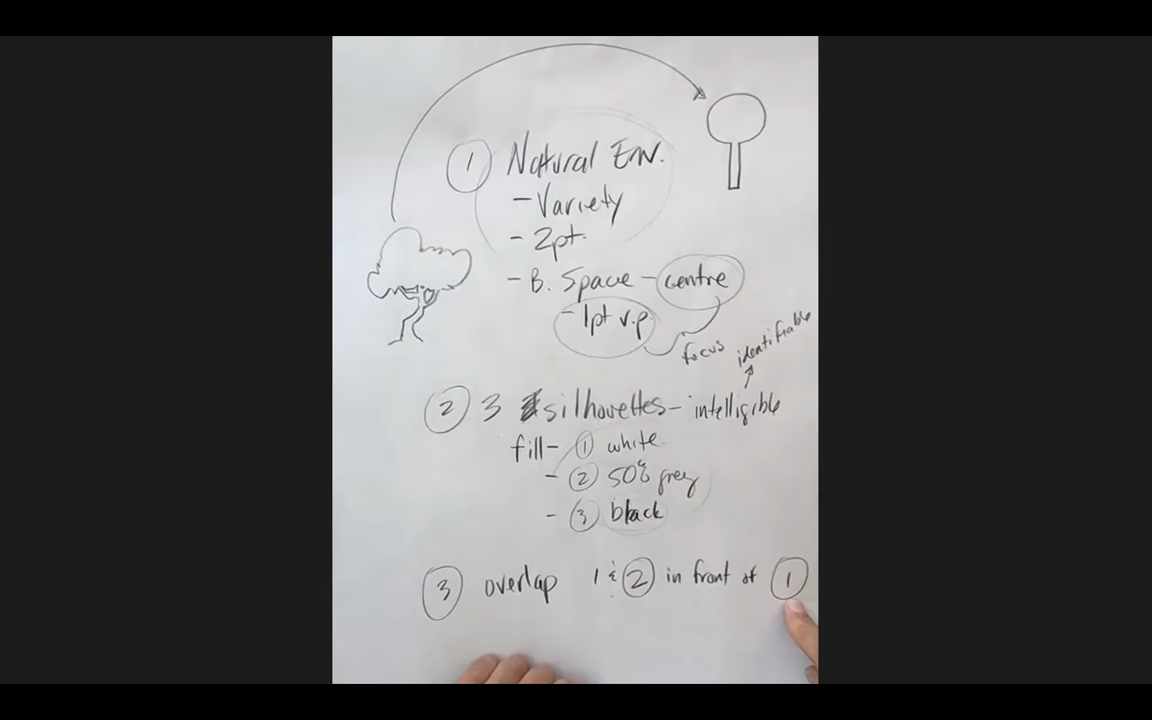 ① Natural Env.
- Variety
- 2pt.
- B. Space - centre
- 1pt v.p.
focus
identifiable
② 3 silhouettes - intelligible
fill - ① white
- ② 50% grey
- ③ black
③ overlap 1 & ② in front of ①